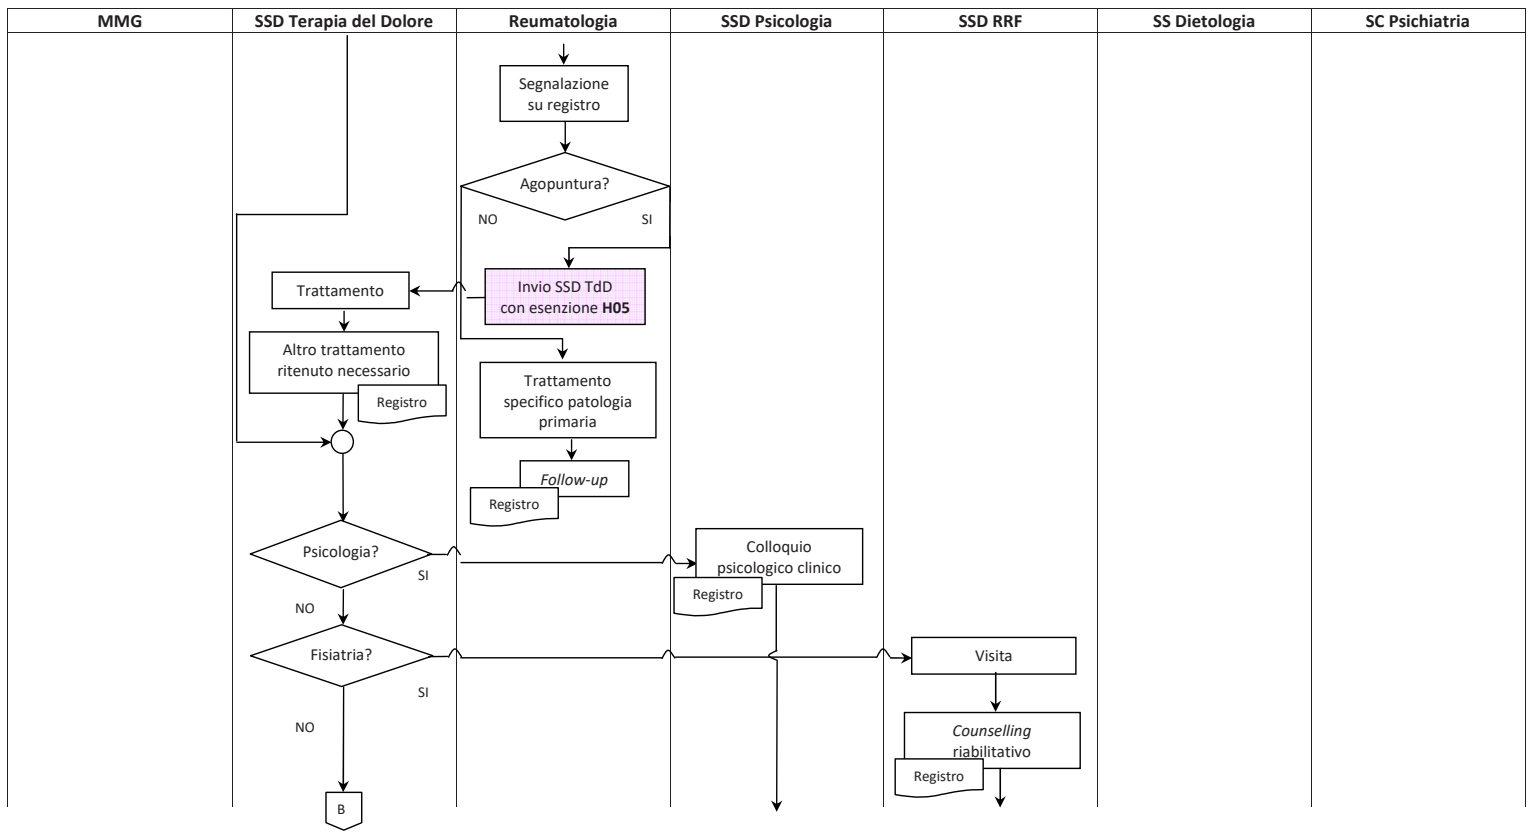 MMG
SSD Terapia del Dolore
Reumatologia
SSD Psicologia
SSD RRF
SS Dietologia
SC Psichiatria
Segnalazione
su registro
Agopuntura?
NO
SI
Invio SSD TdD
con esenzione H05
Trattamento
Altro trattamento
ritenuto necessario
Registro
Trattamento
specifico patologia
primaria
Follow-up
Registro
Psicologia?
SI
NO
Colloquio
psicologico clinico
Registro
Fisiatria?
SI
NO
Visita
Counselling
riabilitativo
Registro
B